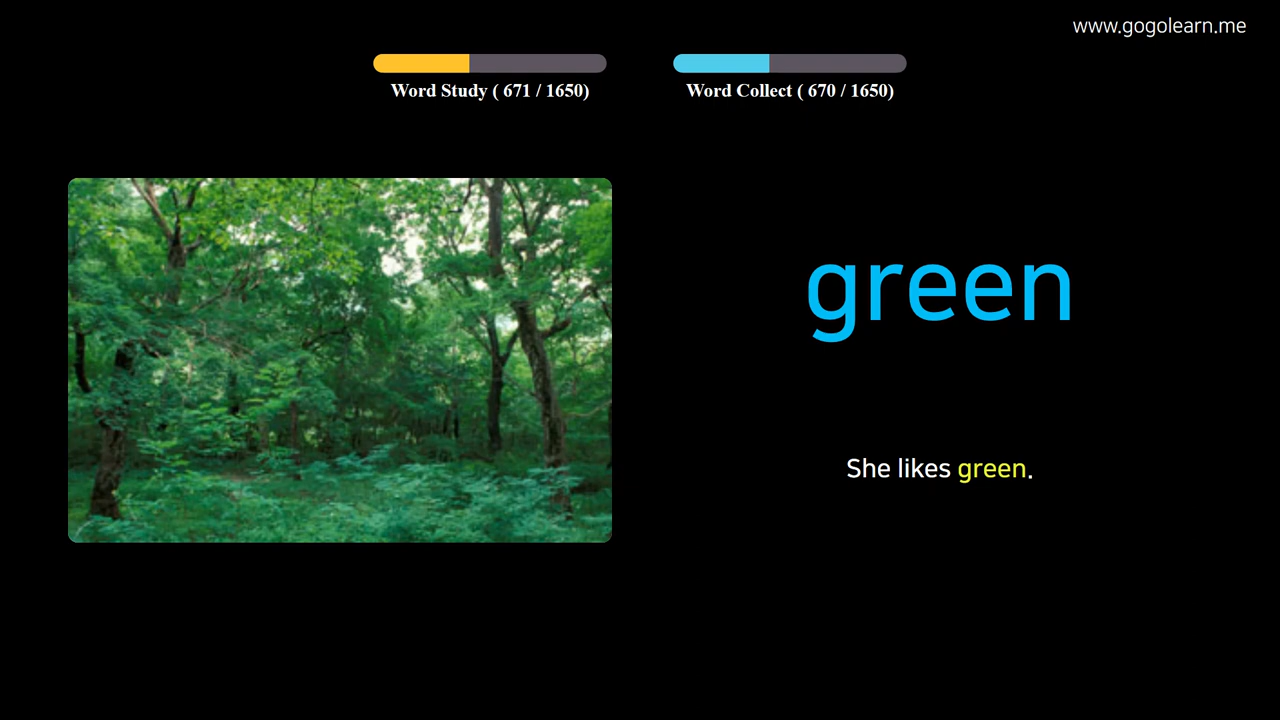 www.gogolearn.me
Word Study ( 671 / 1650)
Word Collect ( 670 / 1650)
green
She likes green.